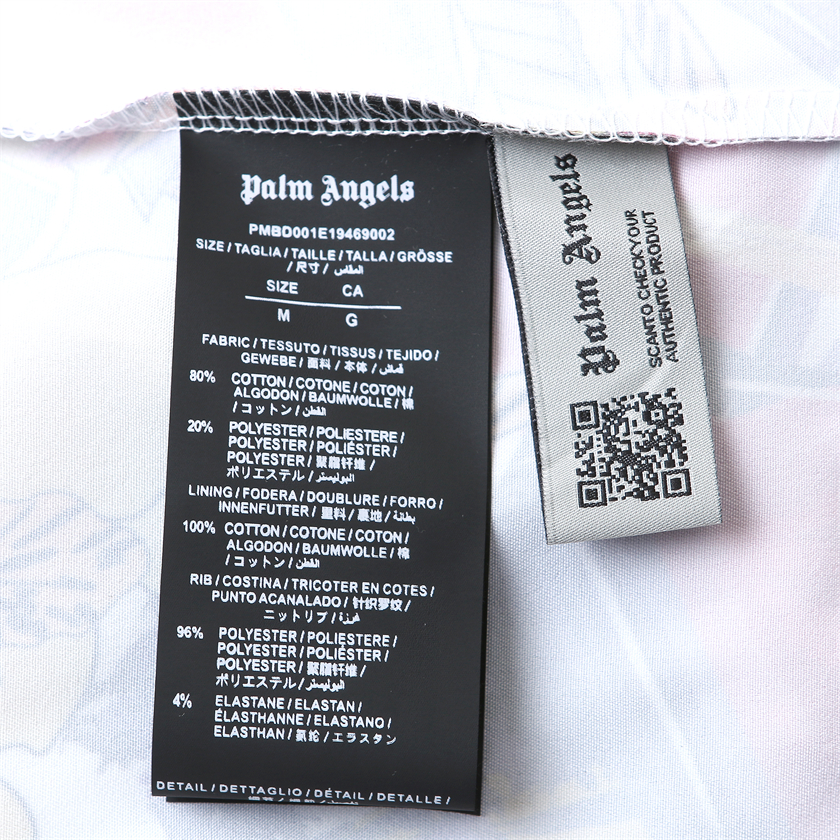 Palm Angels
PMBD001E19469002
SIZE / TAGLIA / TAILLE / TALLA / GRÖSSE
/ 尺寸 / المقاس
SIZE CA
M G
FABRIC / TESSUTO / TISSUS / TEJIDO /
GEWEBE / 面料 / 本体 / قماش
80% COTTON / COTONE / COTON /
ALGODON / BAUMWOLLE / 棉
/ コットン / القطن
20% POLYESTER / POLIESTERE /
POLYESTER / POLIÉSTER /
POLYESTER / 聚酯纤维 /
ポリエステル / البوليستر
LINING / FODERA / DOUBLURE / FORRO /
INNENFUTTER / 里料 / 裏地 / بطانة
100% COTTON / COTONE / COTON /
ALGODON / BAUMWOLLE / 棉
/ コットン / القطن
RIB / COSTINA / TRICOTER EN COTES /
PUNTO ACANALADO / 针织罗纹 /
ニットリブ / غرزة
96% POLYESTER / POLIESTERE /
POLYESTER / POLIÉSTER /
POLYESTER / 聚酯纤维 /
ポリエステル / البوليستر
4% ELASTANE / ELASTAN /
ÉLASTHANNE / ELASTANO /
ELASTHAN / 氨纶 / エラスタン
DETAIL / DETTAGLIO / DÉTAIL / DETALLE /
Palm Angels
SCAN TO CHECK YOUR
AUTHENTIC PRODUCT